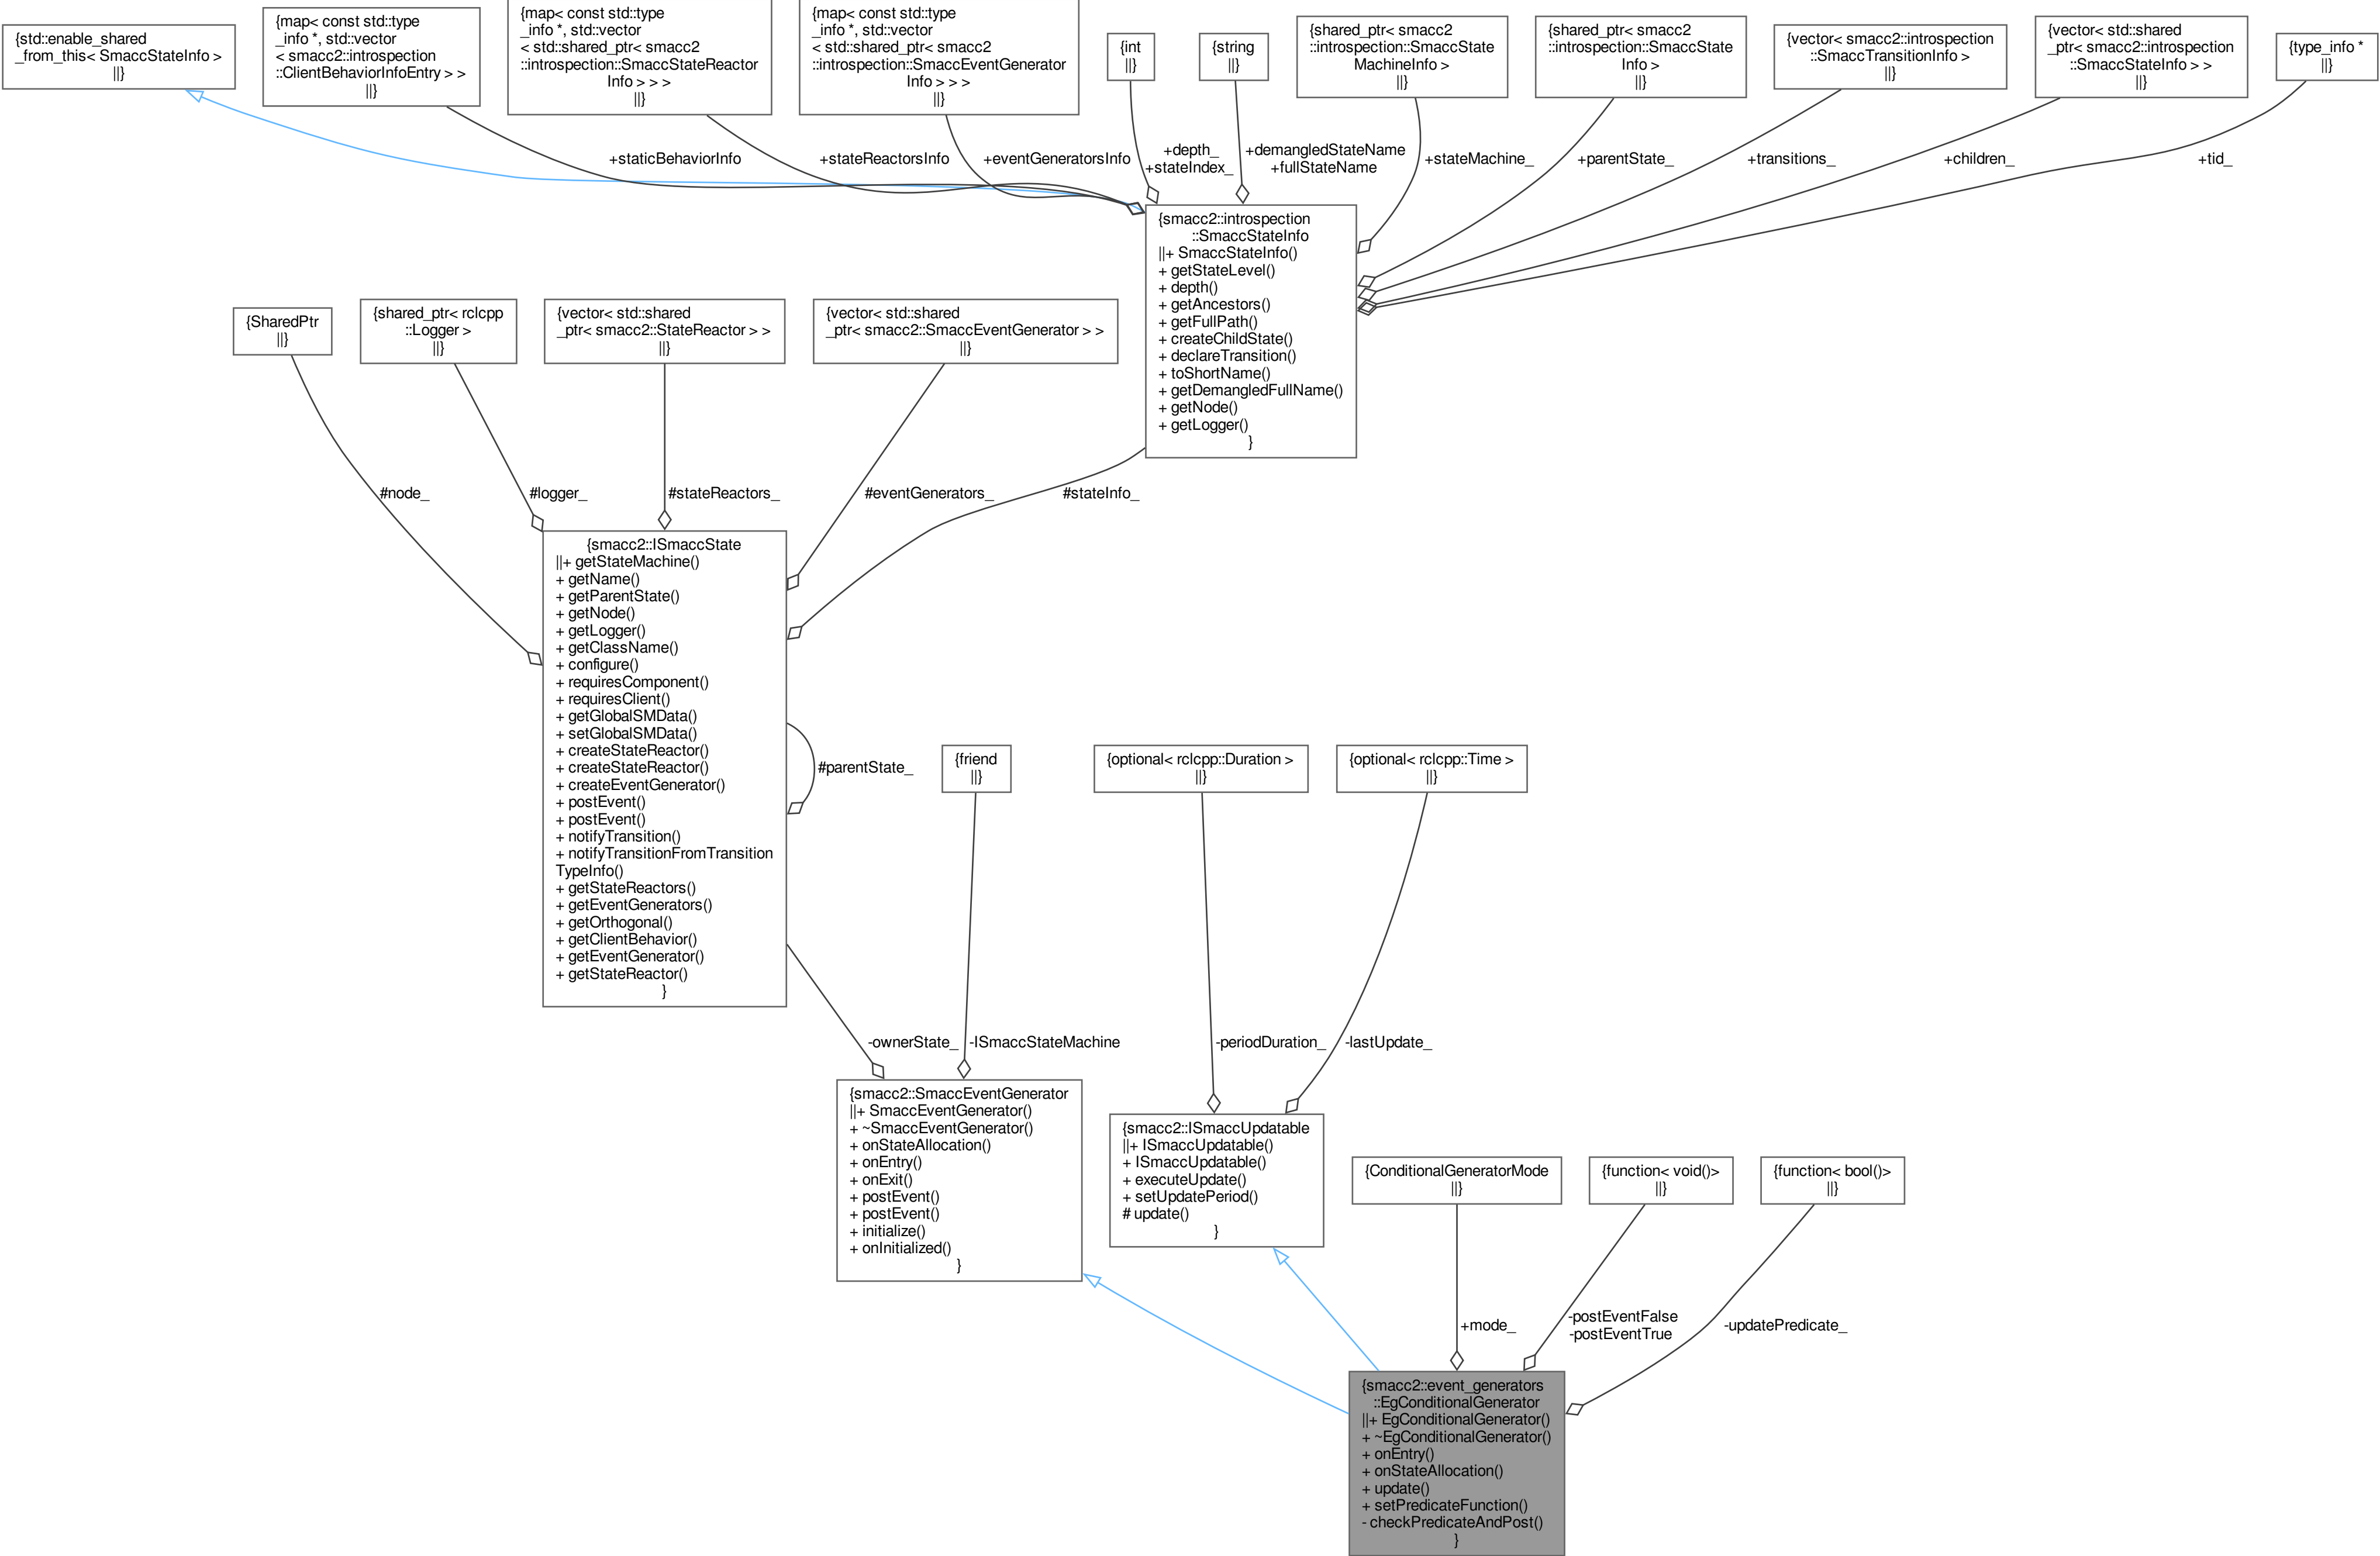 {std::enable_shared
_from_this< SmaccStateInfo >
||}
{map< const std::type
_info *, std::vector
< smacc2::introspection
::ClientBehaviorInfoEntry > >
||}
{map< const std::type
_info *, std::vector
< std::shared_ptr< smacc2
::introspection::SmaccStateReactor
Info > > >
||}
{map< const std::type
_info *, std::vector
< std::shared_ptr< smacc2
::introspection::SmaccEventGenerator
Info > > >
||}
{int
||}
{string
||}
{shared_ptr< smacc2
::introspection::SmaccState
MachineInfo >
||}
{shared_ptr< smacc2
::introspection::SmaccState
Info >
||}
{vector< smacc2::introspection
::SmaccTransitionInfo >
||}
{vector< std::shared
_ptr< smacc2::introspection
::SmaccStateInfo > >
||}
{type_info *
||}
+staticBehaviorInfo
+stateReactorsInfo
+eventGeneratorsInfo
+depth_
+stateIndex_
+demangledStateName
+fullStateName
+stateMachine_
+parentState_
+transitions_
+children_
+tid_
{smacc2::introspection
::SmaccStateInfo
||+ SmaccStateInfo()
+ getStateLevel()
+ depth()
+ getAncestors()
+ getFullPath()
+ createChildState()
+ declareTransition()
+ toShortName()
+ getDemangledFullName()
+ getNode()
+ getLogger()
}
{SharedPtr
||}
{shared_ptr< rclcpp
::Logger >
||}
{vector< std::shared
_ptr< smacc2::StateReactor > >
||}
{vector< std::shared
_ptr< smacc2::SmaccEventGenerator > >
||}
#node_
#logger_
#stateReactors_
#eventGenerators_
#stateInfo_
{smacc2::ISmaccState
||+ getStateMachine()
+ getName()
+ getParentState()
+ getNode()
+ getLogger()
+ getClassName()
+ configure()
+ requiresComponent()
+ requiresClient()
+ getGlobalSMData()
+ setGlobalSMData()
+ createStateReactor()
+ createStateReactor()
+ createEventGenerator()
+ postEvent()
+ postEvent()
+ notifyTransition()
+ notifyTransitionFromTransition
TypeInfo()
+ getStateReactors()
+ getEventGenerators()
+ getOrthogonal()
+ getClientBehavior()
+ getEventGenerator()
+ getStateReactor()
}
#parentState_
{friend
||}
{optional< rclcpp::Duration >
||}
{optional< rclcpp::Time >
||}
-ownerState_
-ISmaccStateMachine
-periodDuration_
-lastUpdate_
{smacc2::SmaccEventGenerator
||+ SmaccEventGenerator()
+ ~SmaccEventGenerator()
+ onStateAllocation()
+ onEntry()
+ onExit()
+ postEvent()
+ postEvent()
+ initialize()
+ onInitialized()
}
{smacc2::ISmaccUpdatable
||+ ISmaccUpdatable()
+ ISmaccUpdatable()
+ executeUpdate()
+ setUpdatePeriod()
# update()
}
{ConditionalGeneratorMode
||}
{function< void()>
||}
{function< bool()>
||}
+mode_
-postEventFalse
-postEventTrue
-updatePredicate_
{smacc2::event_generators
::EgConditionalGenerator
||+ EgConditionalGenerator()
+ ~EgConditionalGenerator()
+ onEntry()
+ onStateAllocation()
+ update()
+ setPredicateFunction()
- checkPredicateAndPost()
}